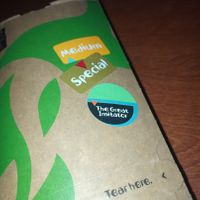 Medium
Special
The Great
Imitator
Tear here.